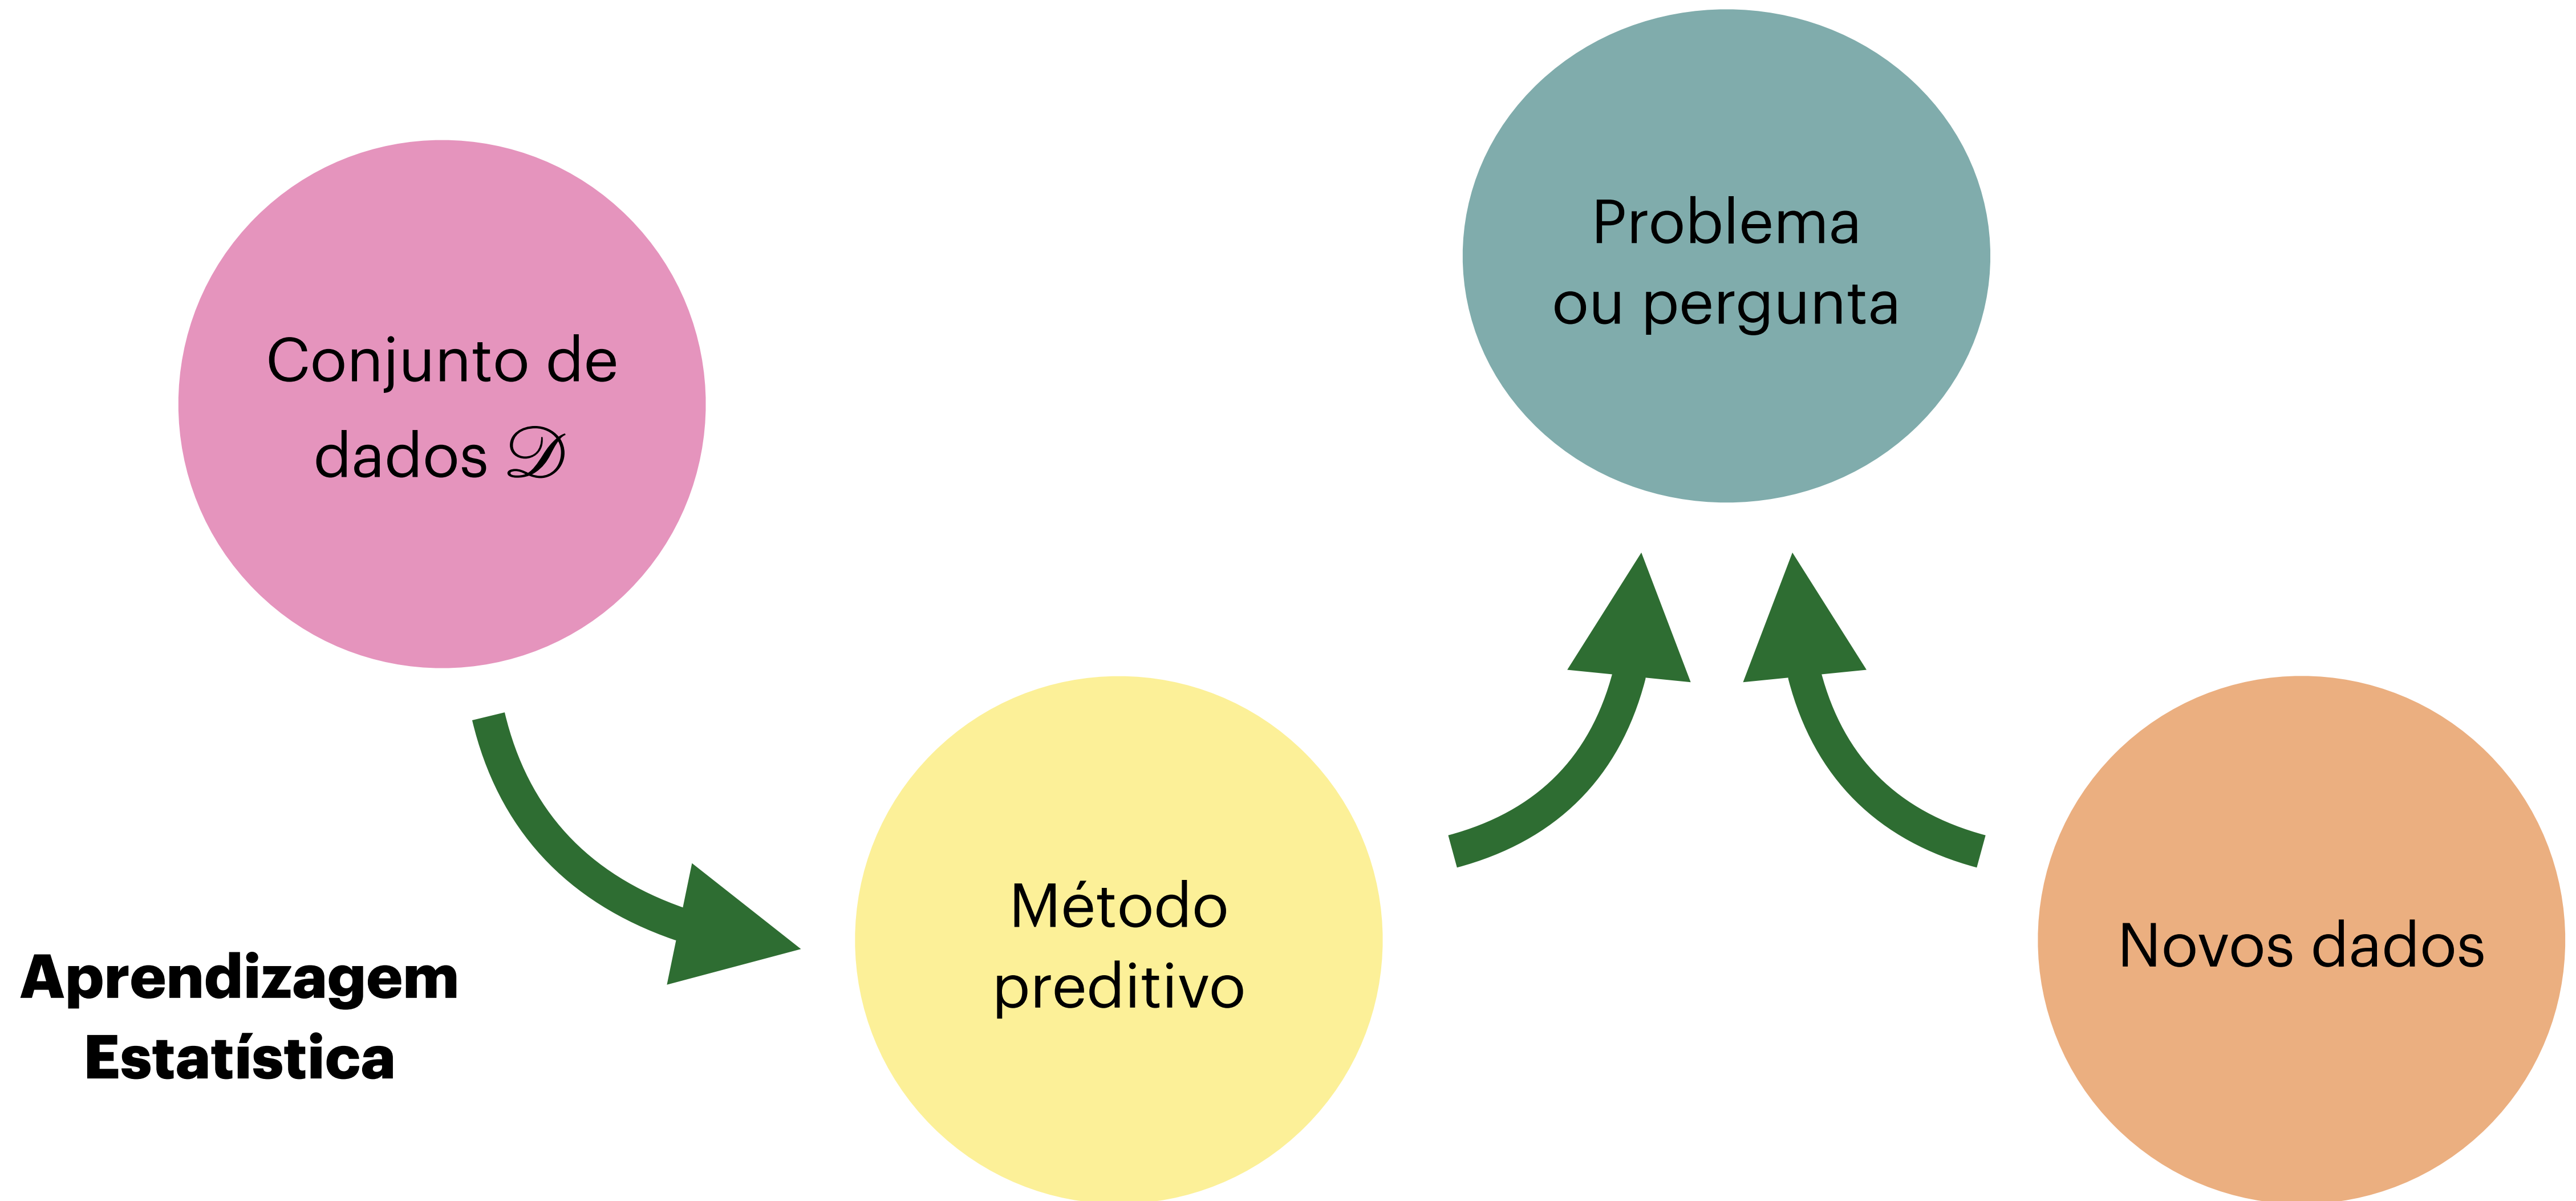 Conjunto de
dados 𝒟
Problema
ou pergunta
Método
preditivo
Novos dados
Aprendizagem
Estatística